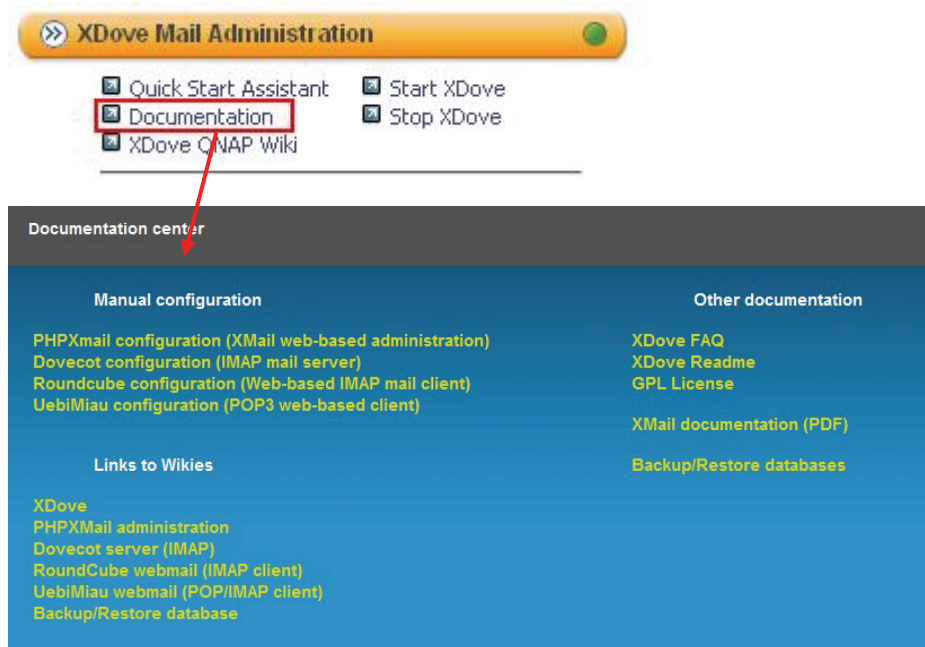 XDove Mail Administration
Quick Start Assistant
Start XDove
Documentation
Stop XDove
XDove QNAP Wiki
Documentation center
Manual configuration
PHPXmail configuration (XMail web-based administration)
Dovecot configuration (IMAP mail server)
Roundcube configuration (Web-based IMAP mail client)
UebiMiau configuration (POP3 web-based client)
Links to Wikies
XDove
PHPXMail administration
Dovecot server (IMAP)
RoundCube webmail (IMAP client)
UebiMiau webmail (POP/IMAP client)
Backup/Restore database
Other documentation
XDove FAQ
XDove Readme
GPL License
XMail documentation (PDF)
Backup/Restore databases